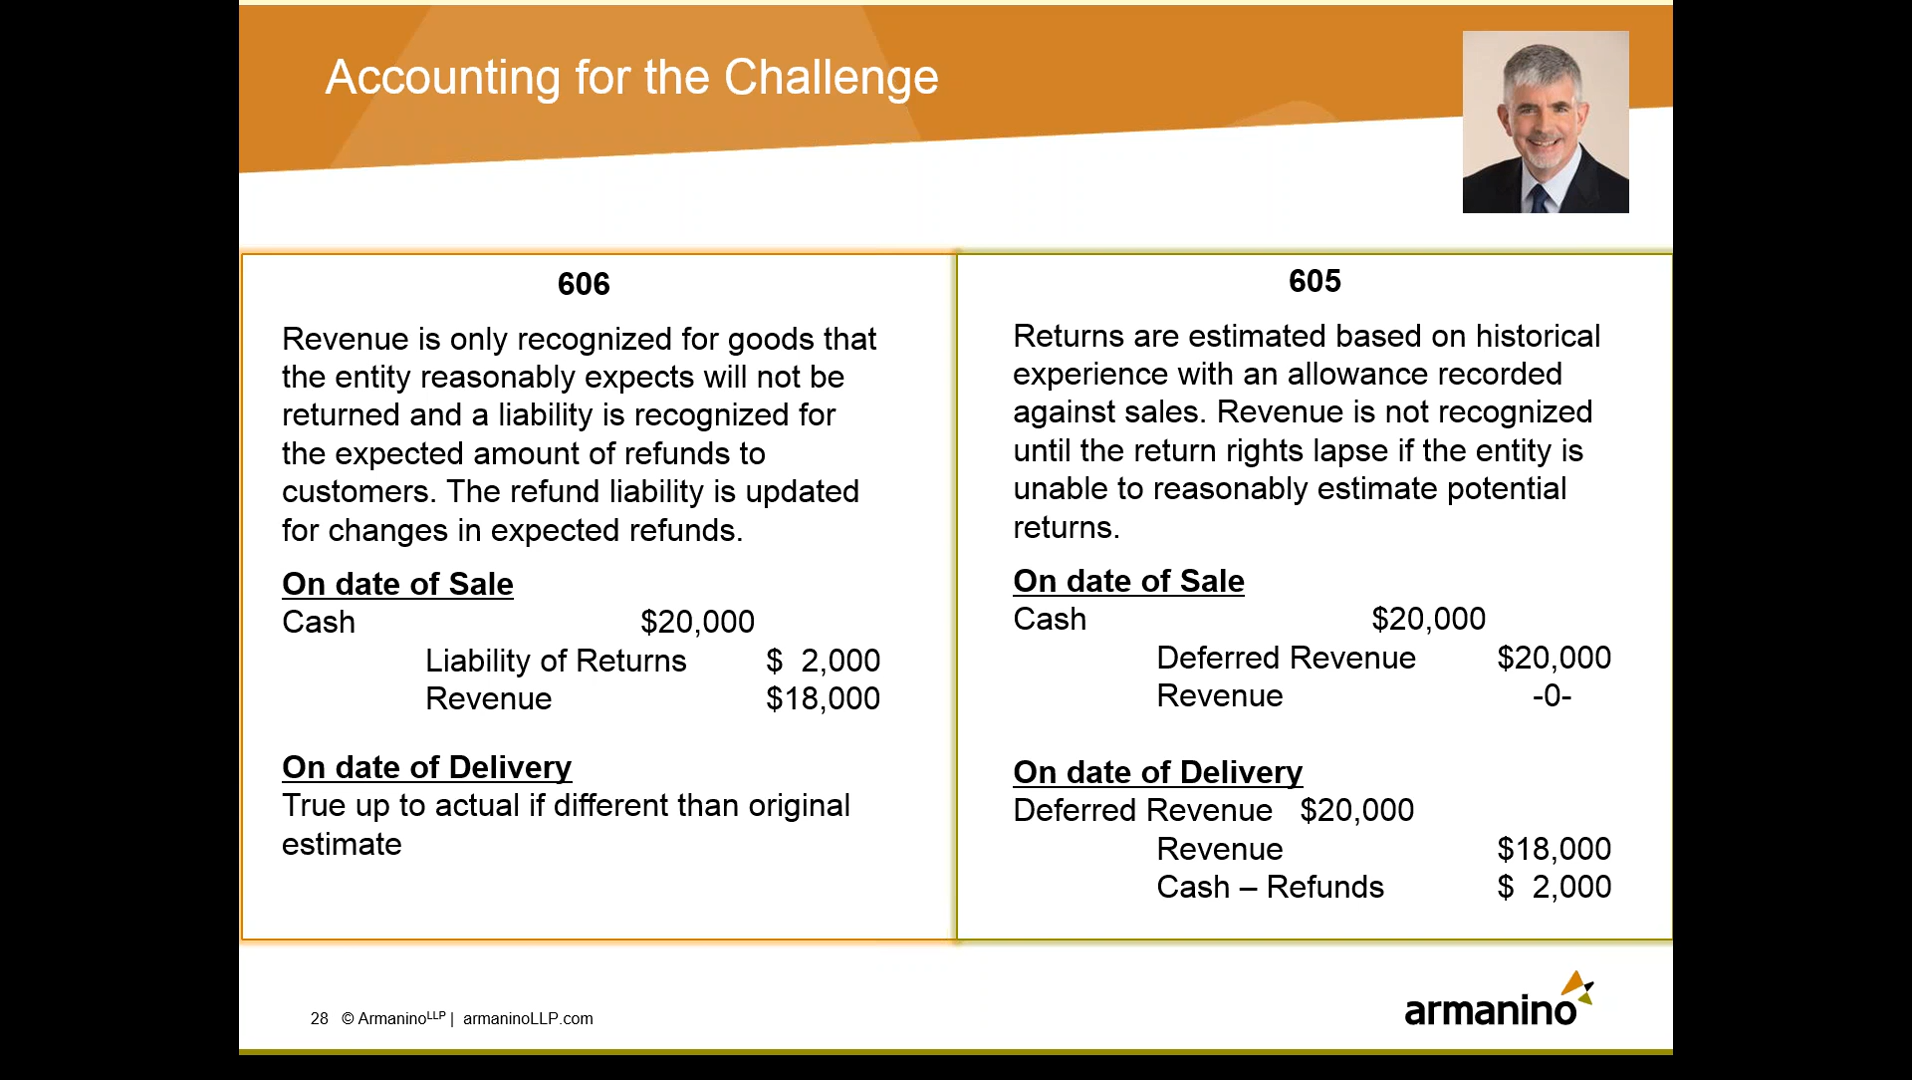 Accounting for the Challenge
606
Revenue is only recognized for goods that
the entity reasonably expects will not be
returned and a liability is recognized for
the expected amount of refunds to
customers. The refund liability is updated
for changes in expected refunds.
On date of Sale
Cash $20,000
Liability of Returns $ 2,000
Revenue $18,000
On date of Delivery
True up to actual if different than original
estimate
605
Returns are estimated based on historical
experience with an allowance recorded
against sales. Revenue is not recognized
until the return rights lapse if the entity is
unable to reasonably estimate potential
returns.
On date of Sale
Cash $20,000
Deferred Revenue $20,000
Revenue -0-
On date of Delivery
Deferred Revenue $20,000
Revenue $18,000
Cash – Refunds $ 2,000
28 © ArmaninoLLP | armaninoLLP.com
armanino